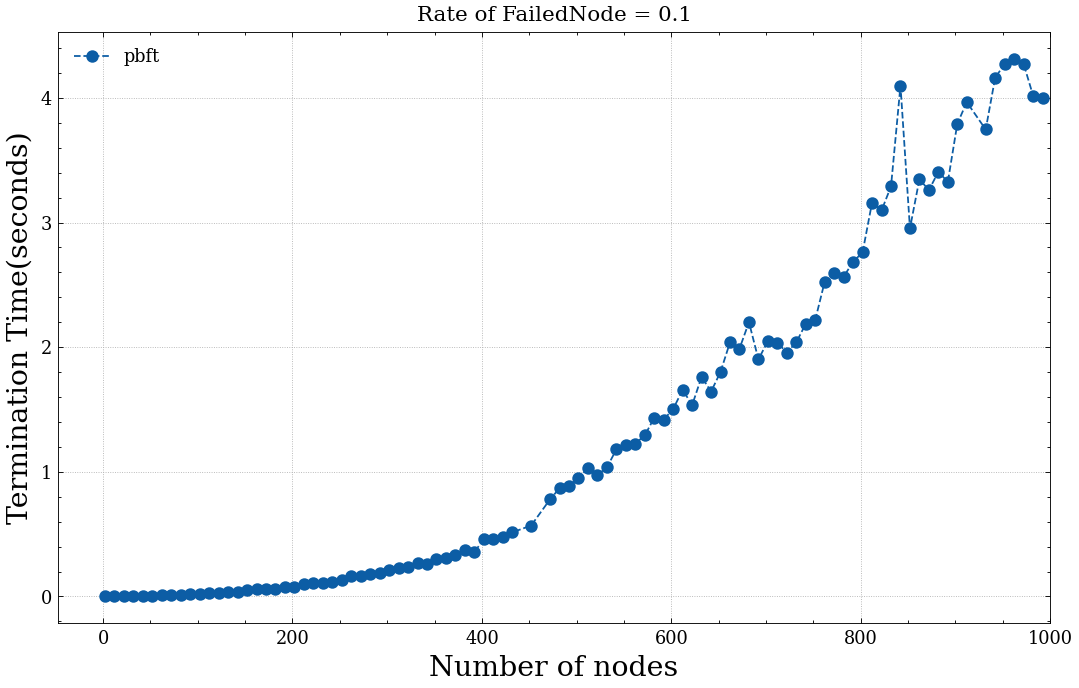 Rate of FailedNode = 0.1
pbft
Termination Time(seconds)
4
3
2
1
0
0 200 400 600 800 1000
Number of nodes